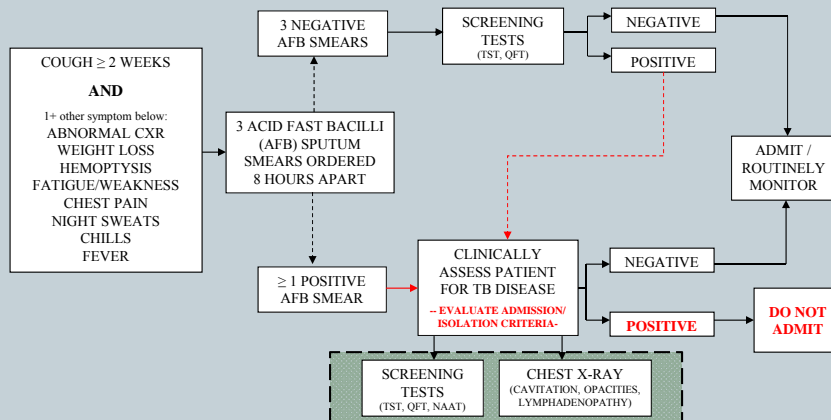 COUGH ≥ 2 WEEKS
AND
1+ other symptom below:
ABNORMAL CXR
WEIGHT LOSS
HEMOPTYSIS
FATIGUE/WEAKNESS
CHEST PAIN
NIGHT SWEATS
CHILLS
FEVER
3 ACID FAST BACILLI
(AFB) SPUTUM
SMEARS ORDERED
8 HOURS APART
3 NEGATIVE
AFB SMEARS
SCREENING
TESTS
(TST, QFT)
NEGATIVE
POSITIVE
ADMIT /
ROUTINELY
MONITOR
≥ 1 POSITIVE
AFB SMEAR
CLINICALLY
ASSESS PATIENT
FOR TB DISEASE
-- EVALUATE ADMISSION/
ISOLATION CRITERIA-
NEGATIVE
POSITIVE
DO NOT
ADMIT
SCREENING
TESTS
(TST, QFT, NAAT)
CHEST X-RAY
(CAVITATION, OPACITIES,
LYMPHADENOPATHY)